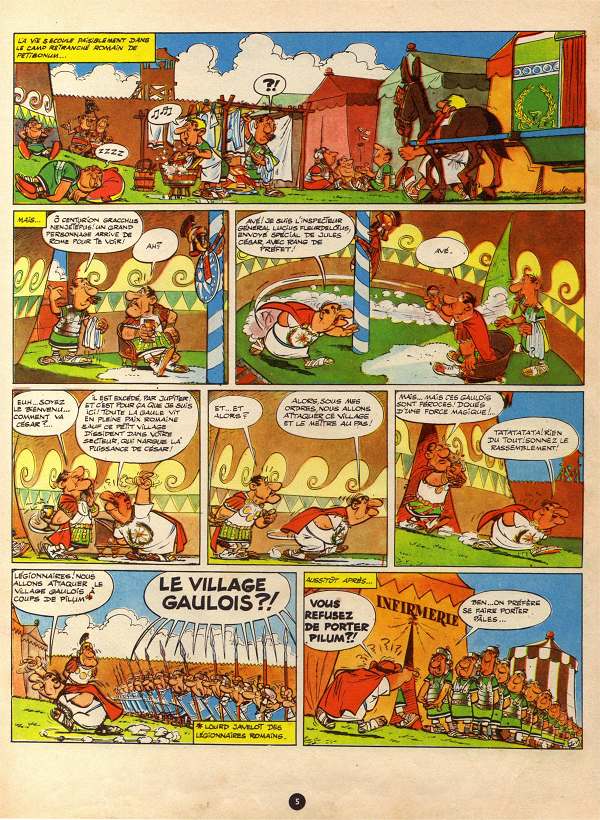 LA VIE S'ÉCOULE PAISIBLEMENT DANS
LE CAMP RETRANCHÉ ROMAIN DE
PETIBONUM...
?!
ZZZZ
MAIS...
Ô CENTURION GRACCHUS
NENJETÉPUS! UN GRAND
PERSONNAGE ARRIVE DE
ROME POUR TE VOIR!
AH?
AVÉ! JE SUIS L'INSPECTEUR
GÉNÉRAL LUCIUS FLEURDELOTUS,
ENVOYÉ SPÉCIAL DE JULES
CÉSAR, AVEC RANG DE
PRÉFET!
AVÉ.
EUH...SOYEZ
LE BIENVENU...
COMMENT VA
CÉSAR?...
IL EST EXCÉDÉ, PAR JUPITER!
ET C'EST POUR ÇA QUE JE SUIS
ICI! TOUTE LA GAULE VIT
EN PLEINE PAIX ROMAINE
SAUF CE PETIT VILLAGE
DISSIDENT DANS VOTRE
SECTEUR, QUI NARGUE LA
PUISSANCE DE CÉSAR!
ET...ET
ALORS?
ALORS, SOUS MES
ORDRES, NOUS ALLONS
ATTAQUER CE VILLAGE
ET LE METTRE AU PAS!
MAIS... MAIS CES GAULOIS
SONT FÉROCES! DOUÉS
D'UNE FORCE MAGIQUE!..
TATATATATA! RIEN
DU TOUT! SONNEZ LE
RASSEMBLEMENT!
LÉGIONNAIRES! NOUS
ALLONS ATTAQUER LE
VILLAGE GAULOIS À
COUPS DE PILUM*
LE VILLAGE
GAULOIS?!
* LOURD JAVELOT DES
LÉGIONNAIRES ROMAINS.
AUSSITÔT APRÈS...
VOUS
REFUSEZ
DE PORTER
PILUM?!
INFIRMERIE
BEN...ON PRÉFÈRE
SE FAIRE PORTER
PÂLES...
5